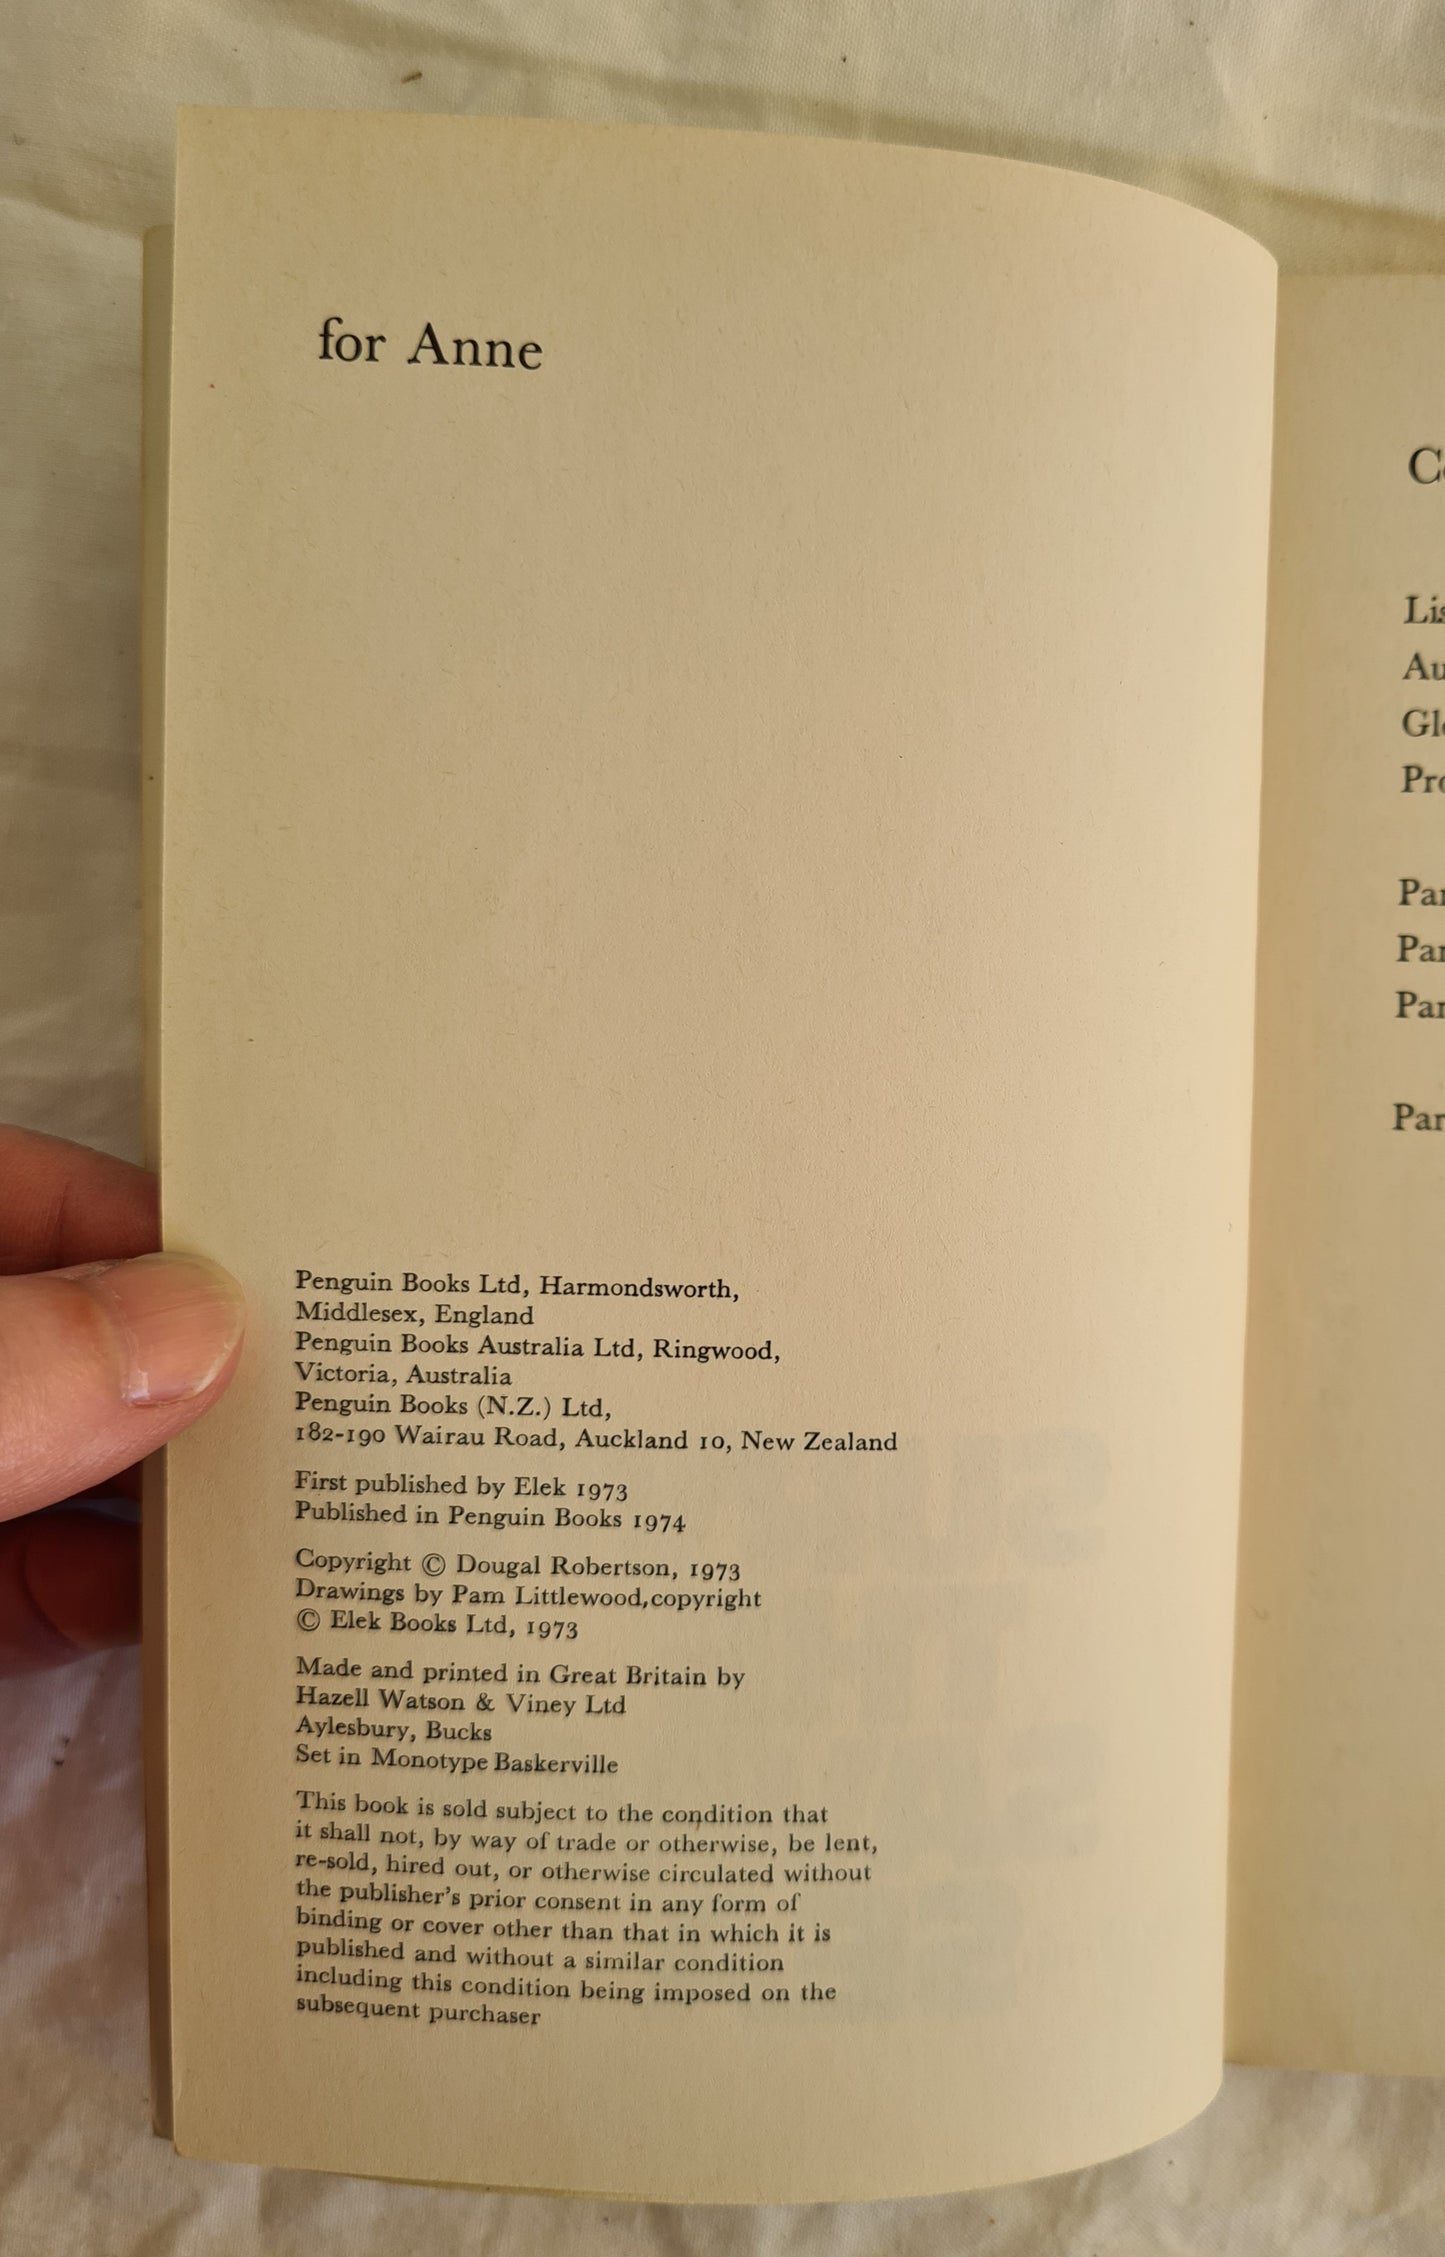 for Anne
Penguin Books Ltd, Harmondsworth,
Middlesex, England
Penguin Books Australia Ltd, Ringwood,
Victoria, Australia
Penguin Books (N.Z.) Ltd,
182-190 Wairau Road, Auckland 10, New Zealand
First published by Elek 1973
Published in Penguin Books 1974
Copyright © Dougal Robertson, 1973
Drawings by Pam Littlewood, copyright
© Elek Books Ltd, 1973
Made and printed in Great Britain by
Hazell Watson & Viney Ltd
Aylesbury, Bucks
Set in Monotype Baskerville
This book is sold subject to the condition that
it shall not, by way of trade or otherwise, be lent,
re-sold, hired out, or otherwise circulated without
the publisher's prior consent in any form of
binding or cover other than that in which it is
published and without a similar condition
including this condition being imposed on the
subsequent purchaser